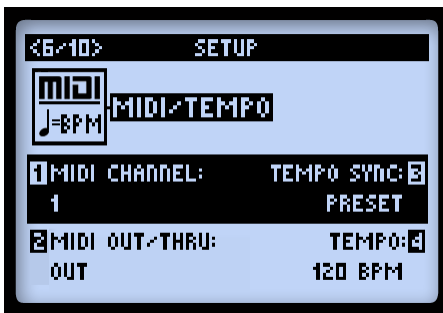 <6/10> SETUP
MIDI
♩=BPM
MIDI/TEMPO
1 MIDI CHANNEL: TEMPO SYNC: 3
1 PRESET
2 MIDI OUT/THRU: TEMPO: 4
OUT 120 BPM